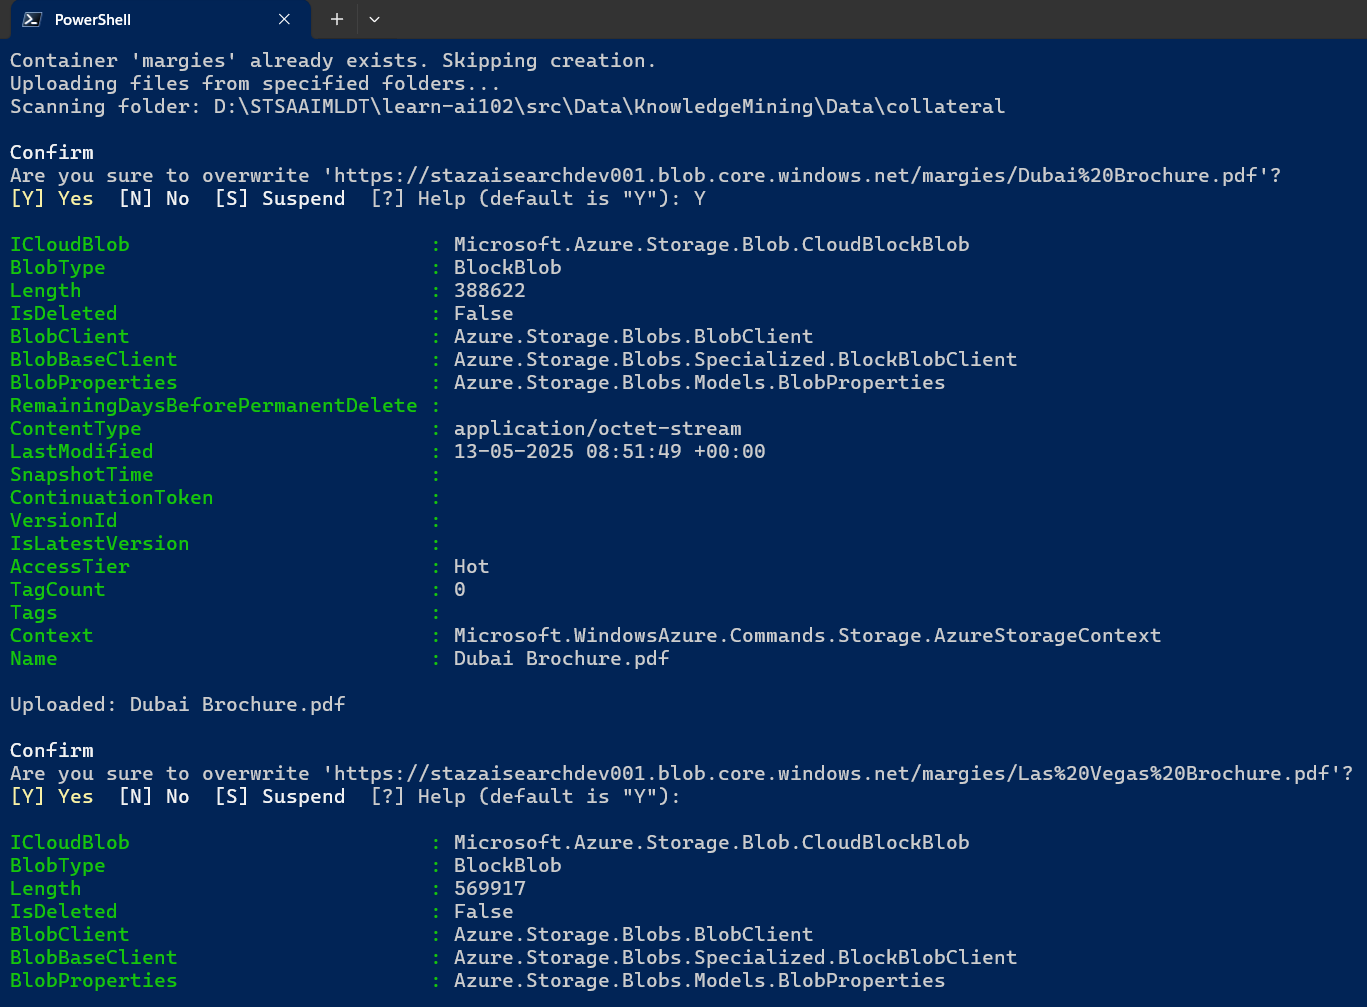 PowerShell
Container 'margies' already exists. Skipping creation.
Uploading files from specified folders...
Scanning folder: D:\STSAAIMLDT\learn-ai102\src\Data\KnowledgeMining\Data\collateral
Confirm
Are you sure to overwrite 'https://stazaisearchdev001.blob.core.windows.net/margies/Dubai%20Brochure.pdf'?
[Y] Yes  [N] No  [S] Suspend  [?] Help (default is "Y"): Y
ICloudBlob : Microsoft.Azure.Storage.Blob.CloudBlockBlob
BlobType : BlockBlob
Length : 388622
IsDeleted : False
BlobClient : Azure.Storage.Blobs.BlobClient
BlobBaseClient : Azure.Storage.Blobs.Specialized.BlockBlobClient
BlobProperties : Azure.Storage.Blobs.Models.BlobProperties
RemainingDaysBeforePermanentDelete :
ContentType : application/octet-stream
LastModified : 13-05-2025 08:51:49 +00:00
SnapshotTime :
ContinuationToken :
VersionId :
IsLatestVersion :
AccessTier : Hot
TagCount : 0
Tags :
Context : Microsoft.WindowsAzure.Commands.Storage.AzureStorageContext
Name : Dubai Brochure.pdf
Uploaded: Dubai Brochure.pdf
Confirm
Are you sure to overwrite 'https://stazaisearchdev001.blob.core.windows.net/margies/Las%20Vegas%20Brochure.pdf'?
[Y] Yes  [N] No  [S] Suspend  [?] Help (default is "Y"):
ICloudBlob : Microsoft.Azure.Storage.Blob.CloudBlockBlob
BlobType : BlockBlob
Length : 569917
IsDeleted : False
BlobClient : Azure.Storage.Blobs.BlobClient
BlobBaseClient : Azure.Storage.Blobs.Specialized.BlockBlobClient
BlobProperties : Azure.Storage.Blobs.Models.BlobProperties